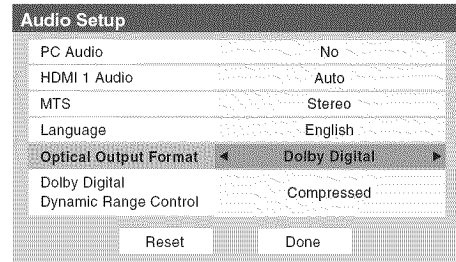 Audio Setup
PC Audio No
HDMI 1 Audio Auto
MTS Stereo
Language English
Optical Output Format ◄ Dolby Digital ►
Dolby Digital
Dynamic Range Control Compressed
Reset Done